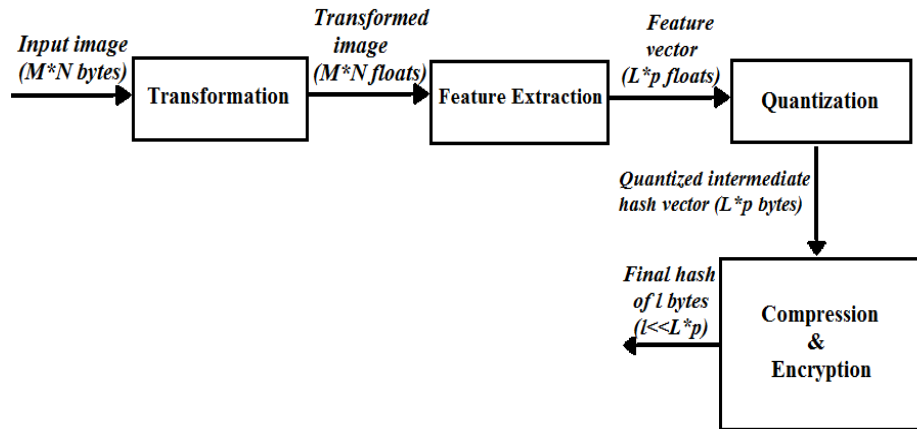 Input image
(M*N bytes)
Transformation
Transformed
image
(M*N floats)
Feature Extraction
Feature
vector
(L*p floats)
Quantization
Quantized intermediate
hash vector (L*p bytes)
Compression
&
Encryption
Final hash
of l bytes
(l<<L*p)